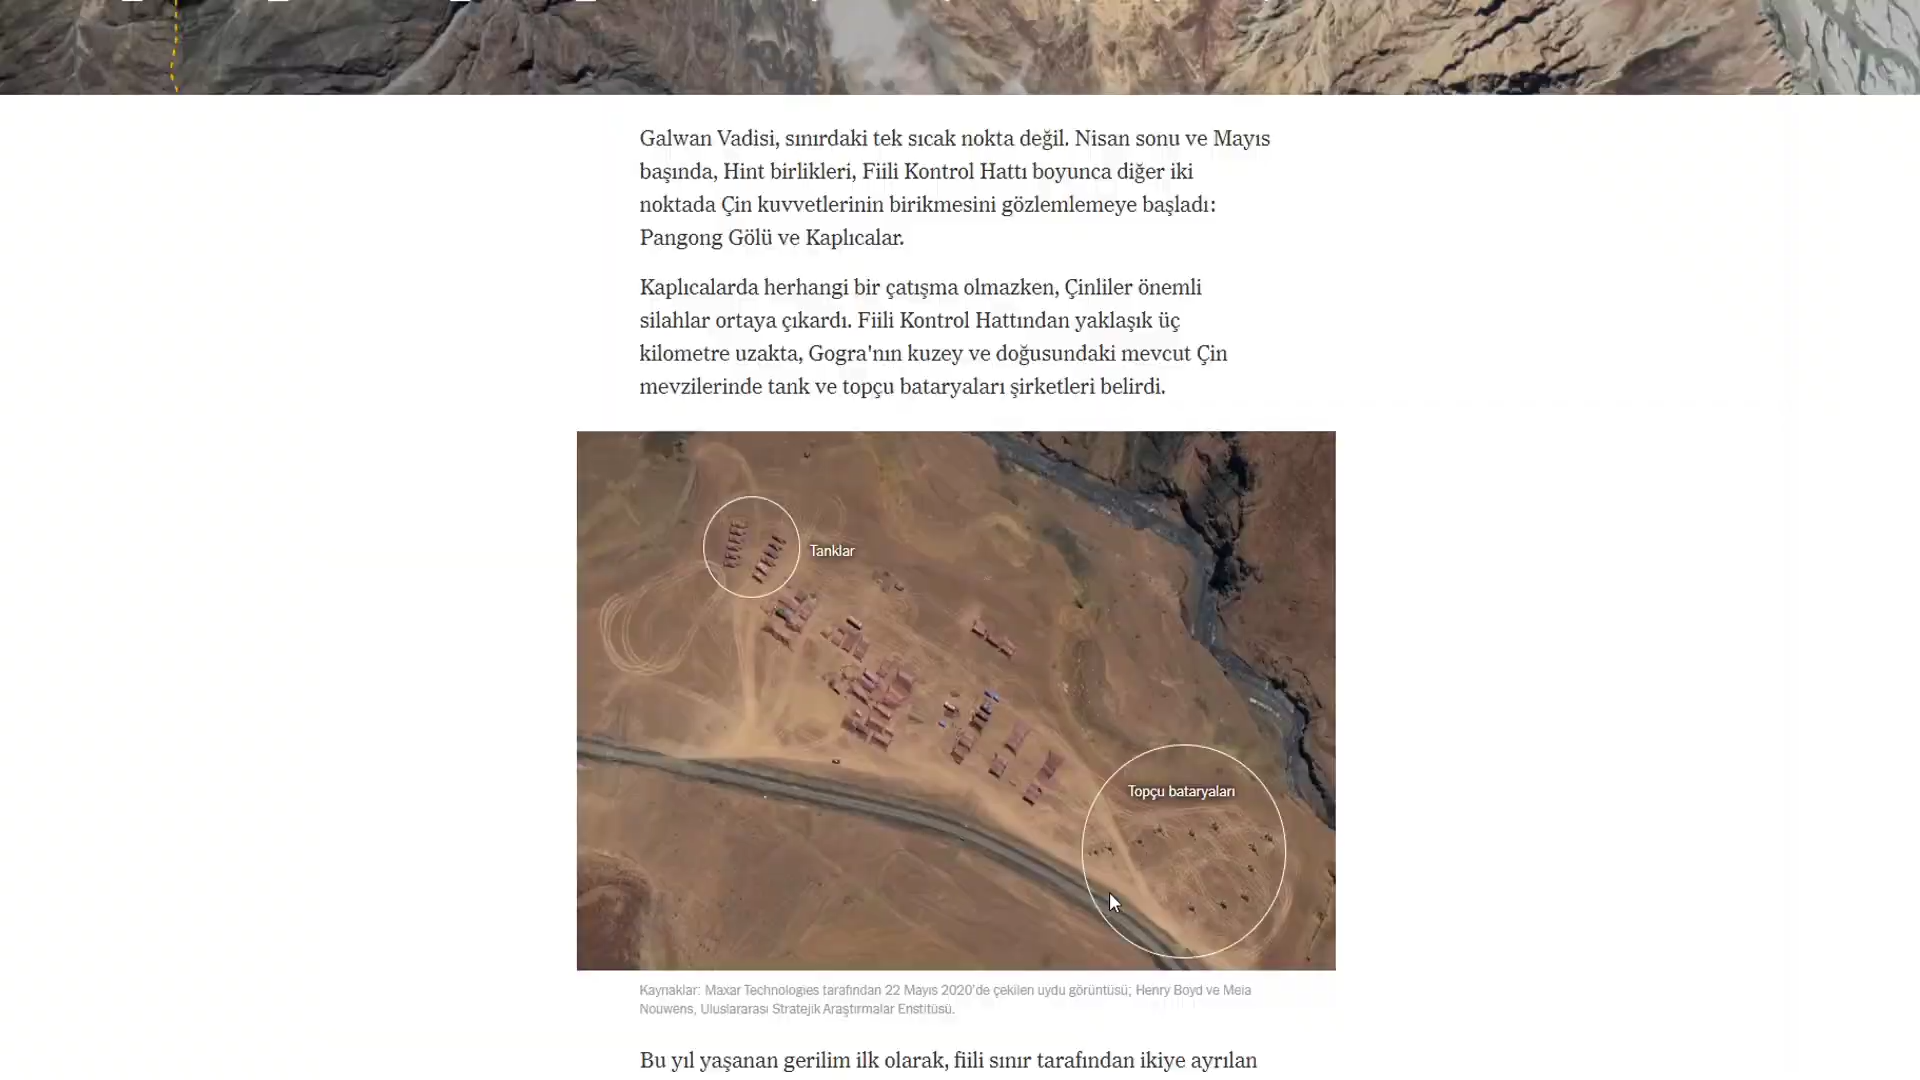 Galwan Vadisi, sınırdaki tek sıcak nokta değil. Nisan sonu ve Mayıs
başında, Hint birlikleri, Fiili Kontrol Hattı boyunca diğer iki
noktada Çin kuvvetlerinin birikmesini gözlemlemeye başladı:
Pangong Gölü ve Kaplıcalar.
Kaplıcalarda herhangi bir çatışma olmazken, Çinliler önemli
silahlar ortaya çıkardı. Fiili Kontrol Hattından yaklaşık üç
kilometre uzakta, Gogra'nın kuzey ve doğusundaki mevcut Çin
mevzilerinde tank ve topçu bataryaları şirketleri belirdi.
Tanklar
Topçu bataryaları
Kaynaklar: Maxar Technologies tarafından 22 Mayıs 2020'de çekilen uydu görüntüsü; Henry Boyd ve Meia
Nouwens, Uluslararası Stratejik Araştırmalar Enstitüsü.
Bu yıl yaşanan gerilim ilk olarak, fiili sınır tarafından ikiye ayrılan